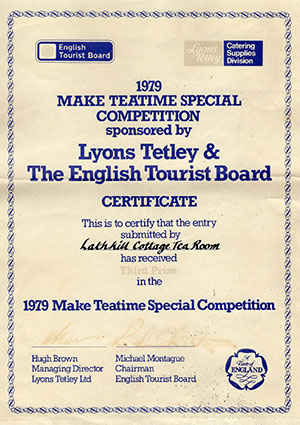 English
Tourist Board
Lyons
Tetley
Catering
Supplies
Division
1979
MAKE TEATIME SPECIAL
COMPETITION
sponsored by
Lyons Tetley &
The English Tourist Board
CERTIFICATE
This is to certify that the entry
submitted by
Lathkill Cottage Tea Room
has received
Third Prize
in the
1979 Make Teatime Special Competition
Hugh Brown
Managing Director
Lyons Tetley Ltd
Michael Montague
Chairman
English Tourist Board
ENGLAND